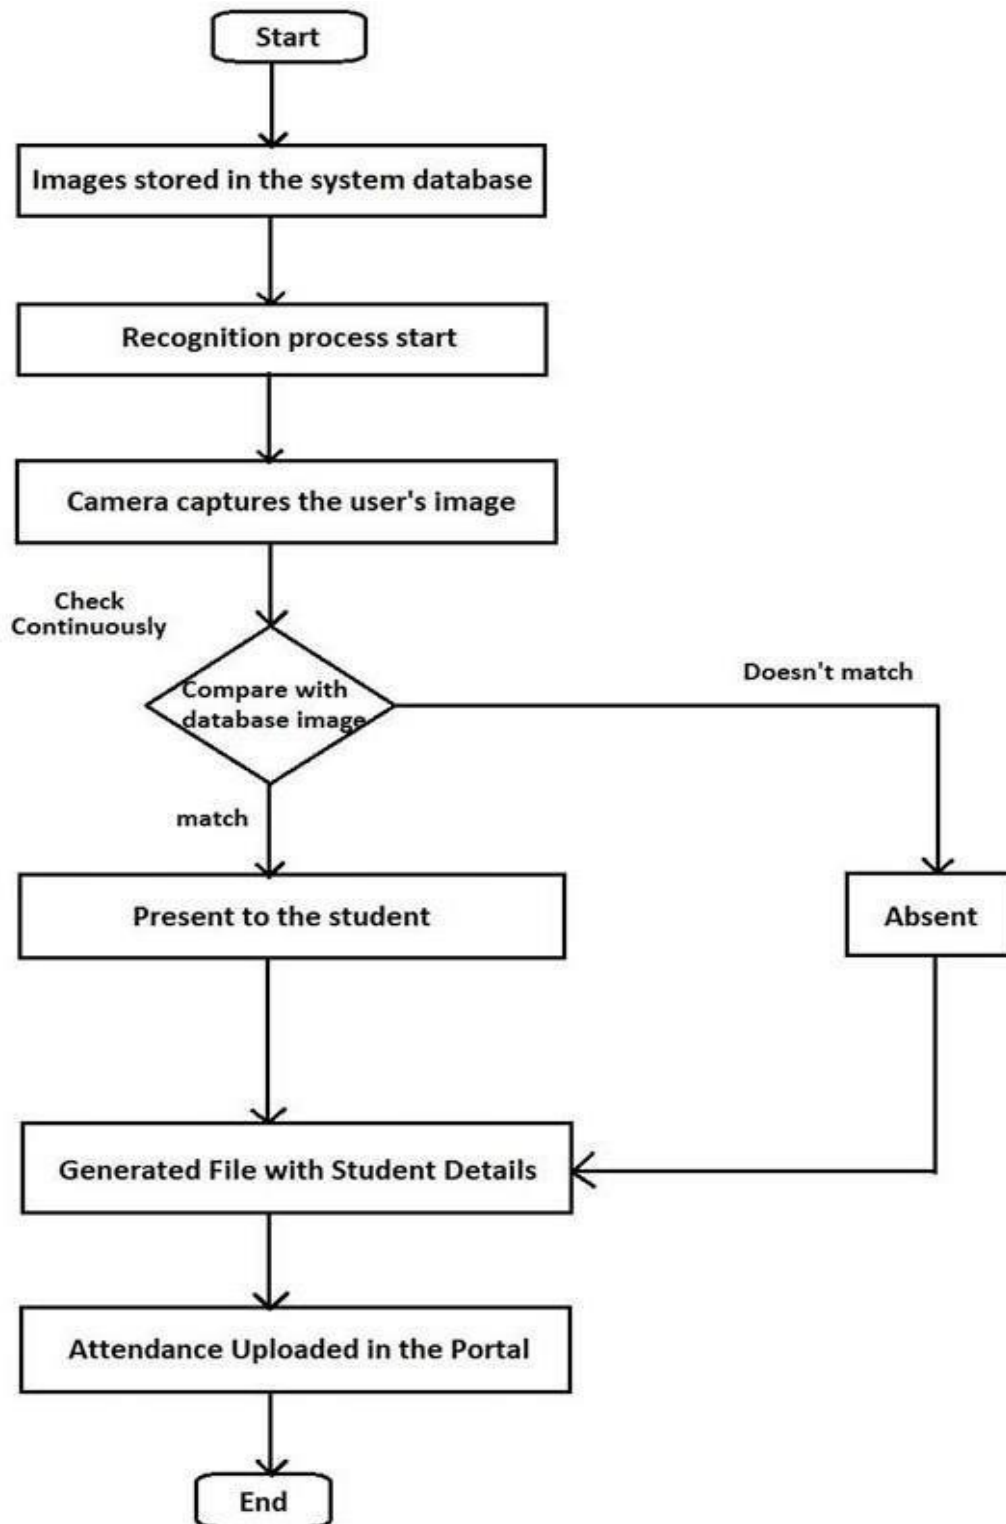 Start
Images stored in the system database
Recognition process start
Camera captures the user's image
Check
Continuously
Compare with
database image
Doesn't match
match
Present to the student
Absent
Generated File with Student Details
Attendance Uploaded in the Portal
End